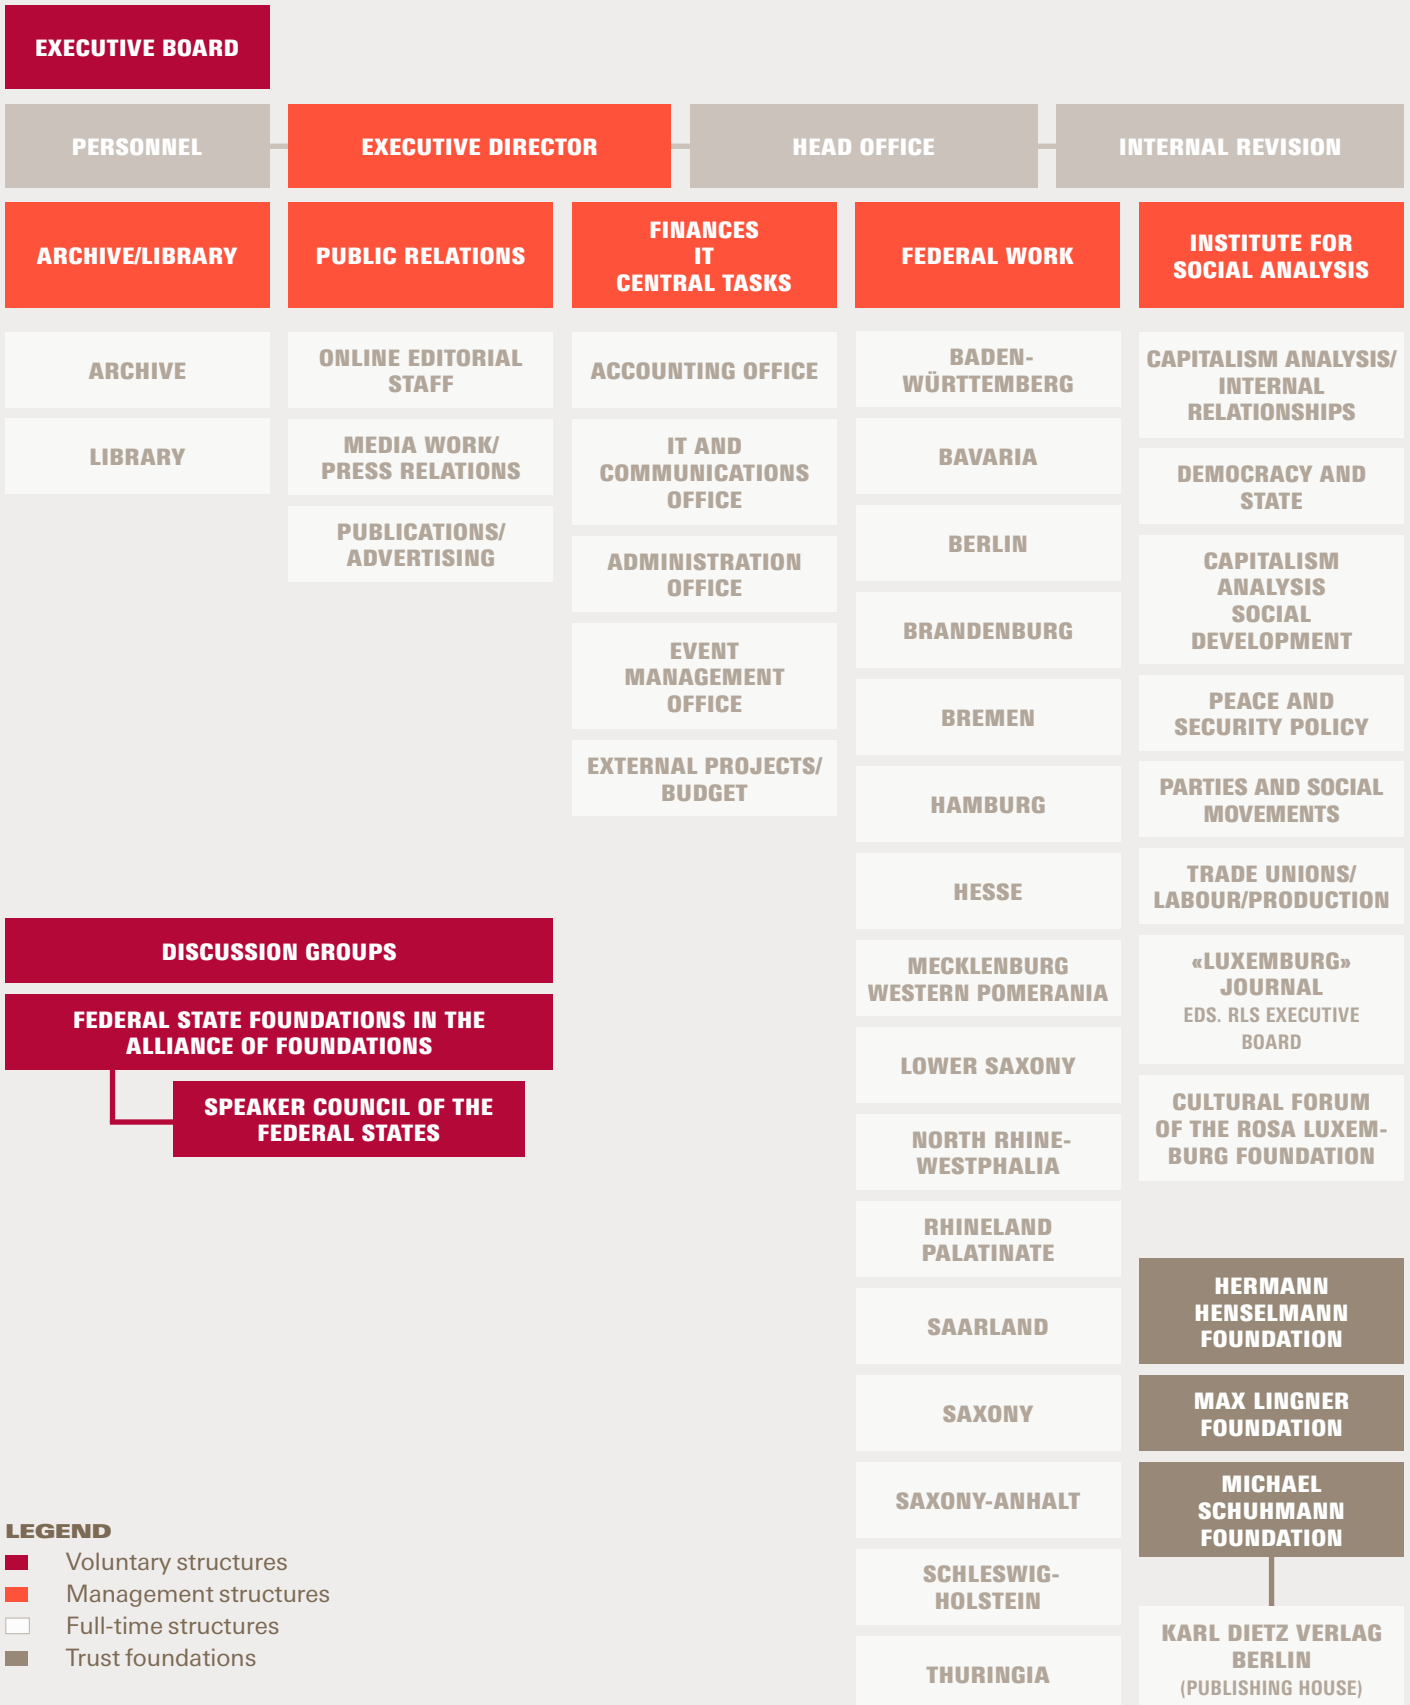 EXECUTIVE BOARD
PERSONNEL
EXECUTIVE DIRECTOR
HEAD OFFICE
INTERNAL REVISION
ARCHIVE/LIBRARY
PUBLIC RELATIONS
FINANCES
IT
CENTRAL TASKS
FEDERAL WORK
INSTITUTE FOR
SOCIAL ANALYSIS
ARCHIVE
LIBRARY
ONLINE EDITORIAL
STAFF
MEDIA WORK/
PRESS RELATIONS
PUBLICATIONS/
ADVERTISING
ACCOUNTING OFFICE
IT AND
COMMUNICATIONS
OFFICE
ADMINISTRATION
OFFICE
EVENT
MANAGEMENT
OFFICE
EXTERNAL PROJECTS/
BUDGET
BADEN-
WÜRTTEMBERG
BAVARIA
BERLIN
BRANDENBURG
BREMEN
HAMBURG
HESSE
MECKLENBURG
WESTERN POMERANIA
LOWER SAXONY
NORTH RHINE-
WESTPHALIA
RHINELAND
PALATINATE
SAARLAND
SAXONY
SAXONY-ANHALT
SCHLESWIG-
HOLSTEIN
THURINGIA
CAPITALISM ANALYSIS/
INTERNAL
RELATIONSHIPS
DEMOCRACY AND
STATE
CAPITALISM
ANALYSIS
SOCIAL
DEVELOPMENT
PEACE AND
SECURITY POLICY
PARTIES AND SOCIAL
MOVEMENTS
TRADE UNIONS/
LABOUR/PRODUCTION
«LUXEMBURG»
JOURNAL
EDS. RLS EXECUTIVE
BOARD
CULTURAL FORUM
OF THE ROSA LUXEM-
BURG FOUNDATION
HERMANN
HENSELMANN
FOUNDATION
MAX LINGNER
FOUNDATION
MICHAEL
SCHUHMANN
FOUNDATION
KARL DIETZ VERLAG
BERLIN
(PUBLISHING HOUSE)
DISCUSSION GROUPS
FEDERAL STATE FOUNDATIONS IN THE
ALLIANCE OF FOUNDATIONS
SPEAKER COUNCIL OF THE
FEDERAL STATES
LEGEND
Voluntary structures
Management structures
Full-time structures
Trust foundations